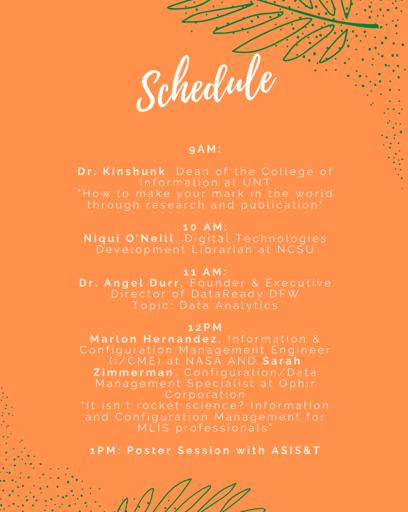 Schedule
9AM:
Dr. Kinshunk, Dean of the College of
Information at UNT
"How to make your mark in the world
through research and publication"
10 AM:
Niqui O'Neill, Digital Technologies
Development Librarian at NCSU
11 AM:
Dr. Angel Durr, Founder & Executive
Director of DataReady DFW
Topic: Data Analytics
12PM
Marlon Hernandez, Information &
Configuration Management Engineer
(I/CME) at NASA AND Sarah
Zimmerman, Configuration/Data
Management Specialist at Ophir
Corporation
"It isn't rocket science? Information
and Configuration Management for
MLIS professionals"
1PM: Poster Session with ASIS&T